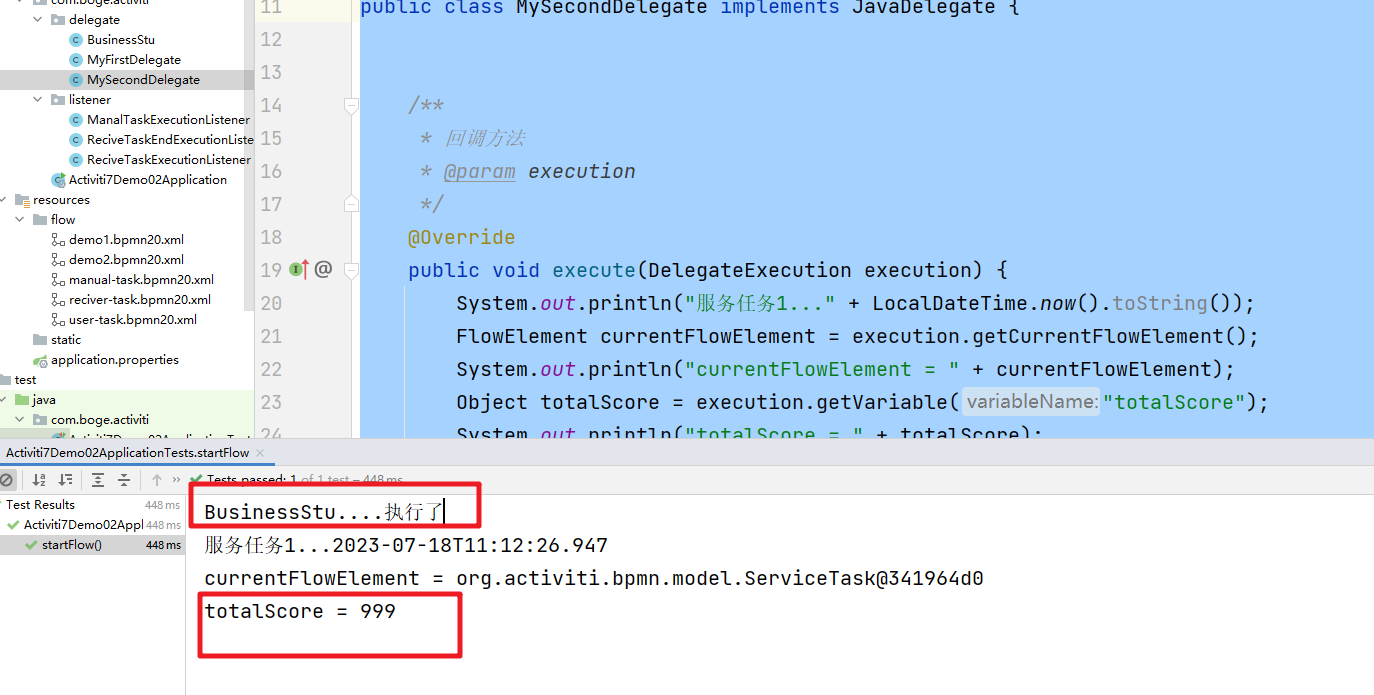 com.boge.activiti
delegate
BusinessStu
MyFirstDelegate
MySecondDelegate
listener
ManalTaskExecutionListener
ReciveTaskEndExecutionListe
ReciveTaskExecutionListener
Activiti7Demo02Application
resources
flow
demo1.bpmn20.xml
demo2.bpmn20.xml
manual-task.bpmn20.xml
reciver-task.bpmn20.xml
user-task.bpmn20.xml
static
application.properties
test
java
com.boge.activiti
Activiti7Demo02ApplicationTest
11 public class MySecondDelegate implements JavaDelegate {
12
13
14 /**
15 * 回调方法
16 * @param execution
17 */
18 @Override
19 @ public void execute(DelegateExecution execution) {
20 System.out.println("服务任务1..." + LocalDateTime.now().toString());
21 FlowElement currentFlowElement = execution.getCurrentFlowElement();
22 System.out.println("currentFlowElement = " + currentFlowElement);
23 Object totalScore = execution.getVariable( variableName: "totalScore");
24 System.out.println("totalScore = " + totalScore);
Activiti7Demo02ApplicationTests.startFlow ×
Tests passed: 1 of 1 test – 448 ms
Test Results 448 ms
Activiti7Demo02Appl 448 ms
startFlow() 448 ms
BusinessStu....执行了
服务任务1...2023-07-18T11:12:26.947
currentFlowElement = org.activiti.bpmn.model.ServiceTask@341964d0
totalScore = 999